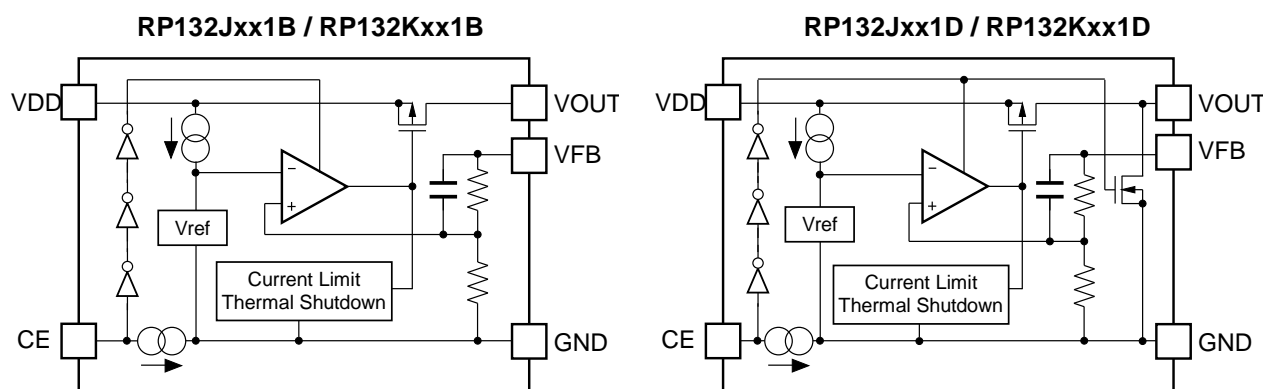 RP132Jxx1B / RP132Kxx1B
VDD
VOUT
VFB
−
+
Vref
Current Limit
Thermal Shutdown
CE
GND
RP132Jxx1D / RP132Kxx1D
VDD
VOUT
VFB
−
+
Vref
Current Limit
Thermal Shutdown
CE
GND